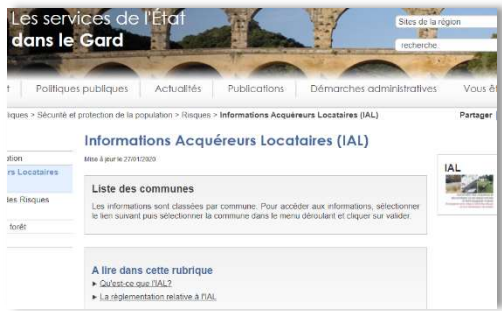 Les services de l'État
dans le Gard
Sites de la région
recherche
Politiques publiques
Actualités
Publications
Démarches administratives
Vous êt
liques > Sécurité et protection de la population > Risques > Informations Acquéreurs Locataires (IAL)
Partager
Informations Acquéreurs Locataires (IAL)
Mise à jour le 27/01/2020
rs Locataires
des Risques
forêt
Liste des communes
Les informations sont classées par commune. Pour accéder aux informations, sélectionner
le lien suivant puis sélectionner la commune dans le menu déroulant et cliquer sur valider.
A lire dans cette rubrique
► Qu'est-ce que l'IAL?
► La règlementation relative à l'IAL
IAL